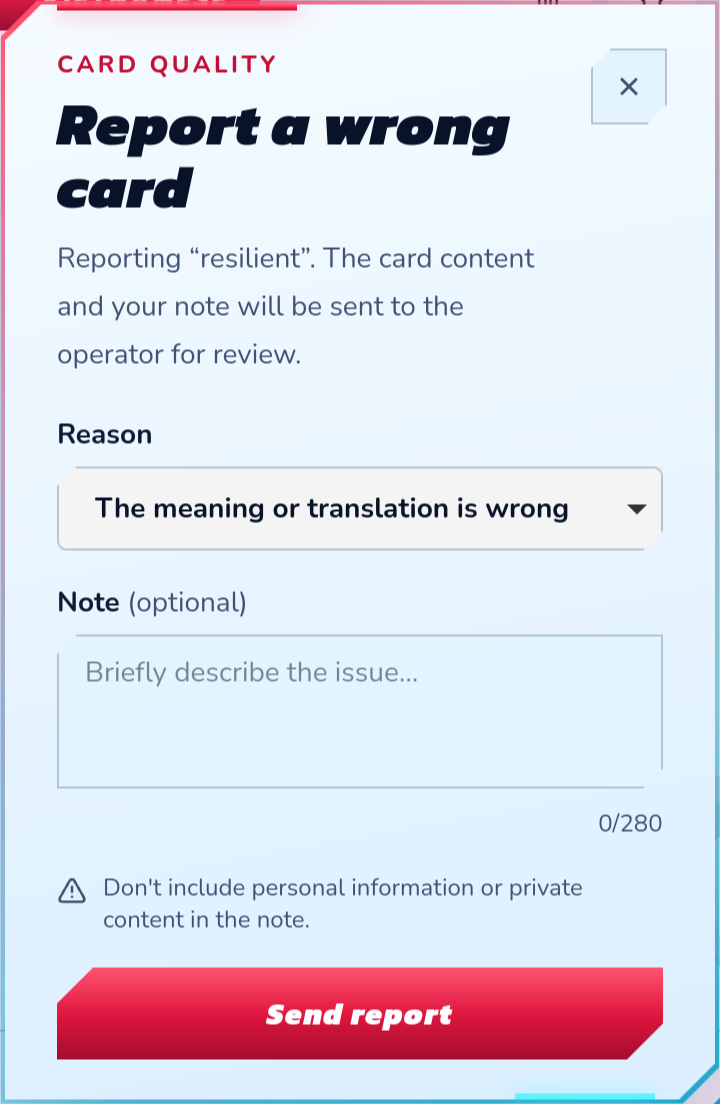 CARD QUALITY
Report a wrong
card
Reporting “resilient”. The card content
and your note will be sent to the
operator for review.
Reason
The meaning or translation is wrong
Note (optional)
Briefly describe the issue...
0/280
Don't include personal information or private
content in the note.
Send report